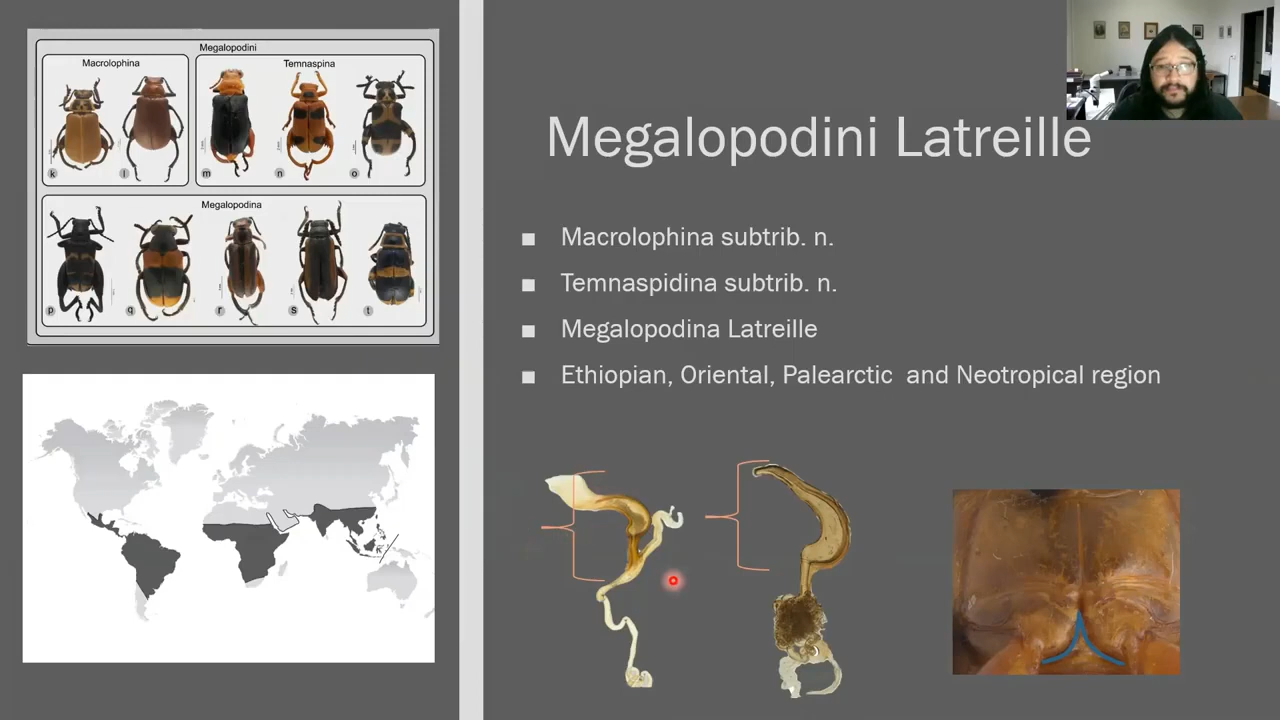 Megalopodini
Macrolophina
Temnaspina
k
l
m
n
o
Megalopodina
p
q
r
s
t
Megalopodini Latreille
Macrolophina subtrib. n.
Temnaspidina subtrib. n.
Megalopodina Latreille
Ethiopian, Oriental, Palearctic and Neotropical region